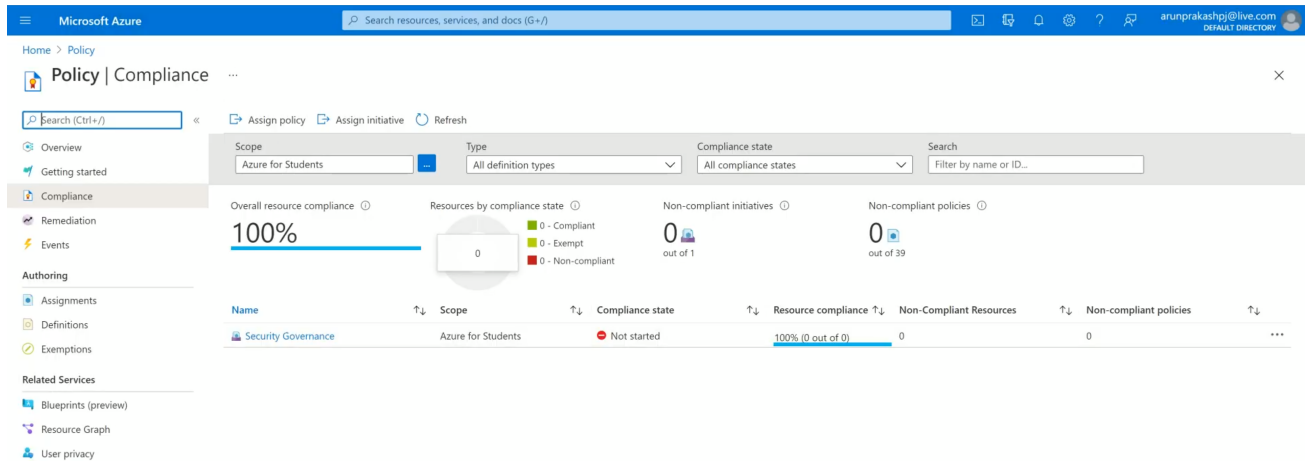 Microsoft Azure
Search resources, services, and docs (G+/)
arunprakashpj@live.com
DEFAULT DIRECTORY
Home > Policy
Policy | Compliance ...
Search (Ctrl+/)
«
Overview
Getting started
Compliance
Remediation
Events
Authoring
Assignments
Definitions
Exemptions
Related Services
Blueprints (preview)
Resource Graph
User privacy
Assign policy Assign initiative Refresh
Scope Type Compliance state Search
Azure for Students ... All definition types All compliance states Filter by name or ID...
Overall resource compliance Resources by compliance state Non-compliant initiatives Non-compliant policies
100%
0
0 - Compliant
0 - Exempt
0 - Non-compliant
0
out of 1
0
out of 39
Name Scope Compliance state Resource compliance Non-Compliant Resources Non-compliant policies
Security Governance Azure for Students Not started 100% (0 out of 0) 0 0 ...